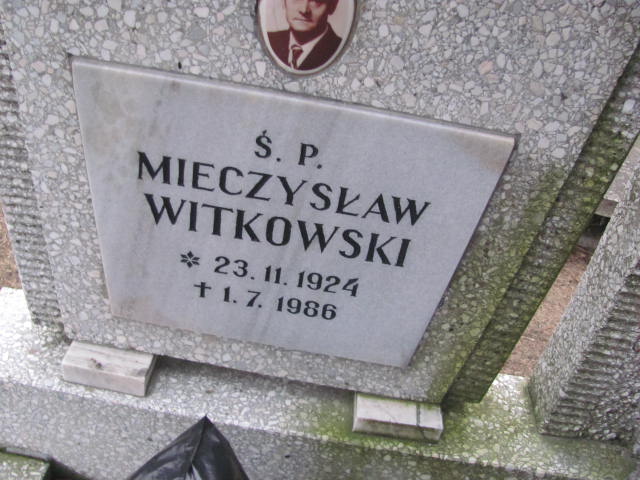 Ś. P.
MIECZYSŁAW
WITKOWSKI
* 23. 11. 1924
† 1. 7. 1986